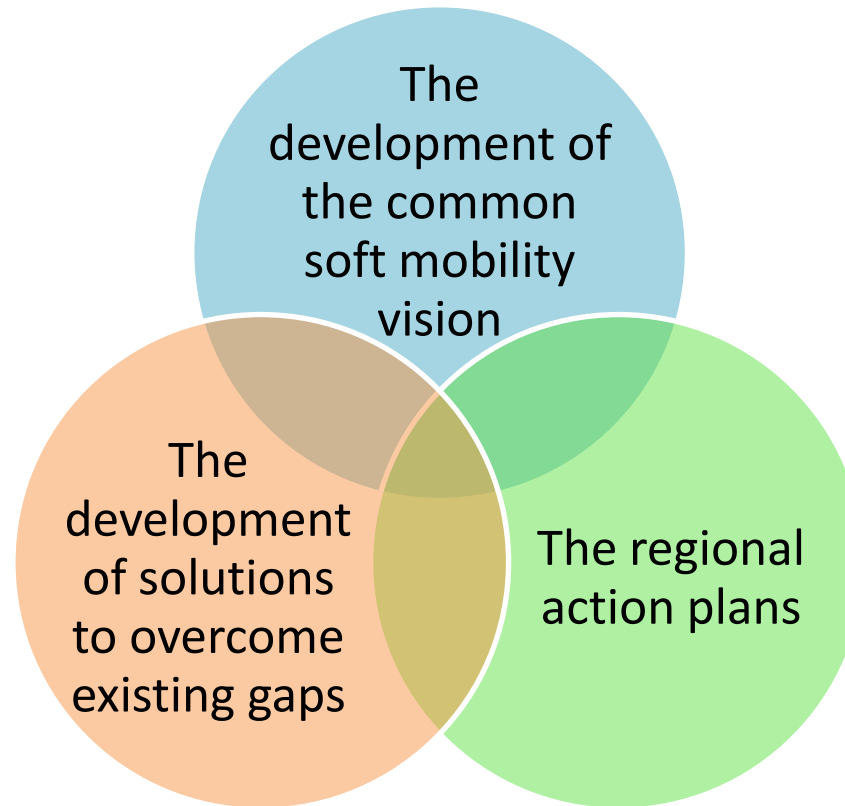 The
development of
the common
soft mobility
vision
The
development
of solutions
to overcome
existing gaps
The regional
action plans